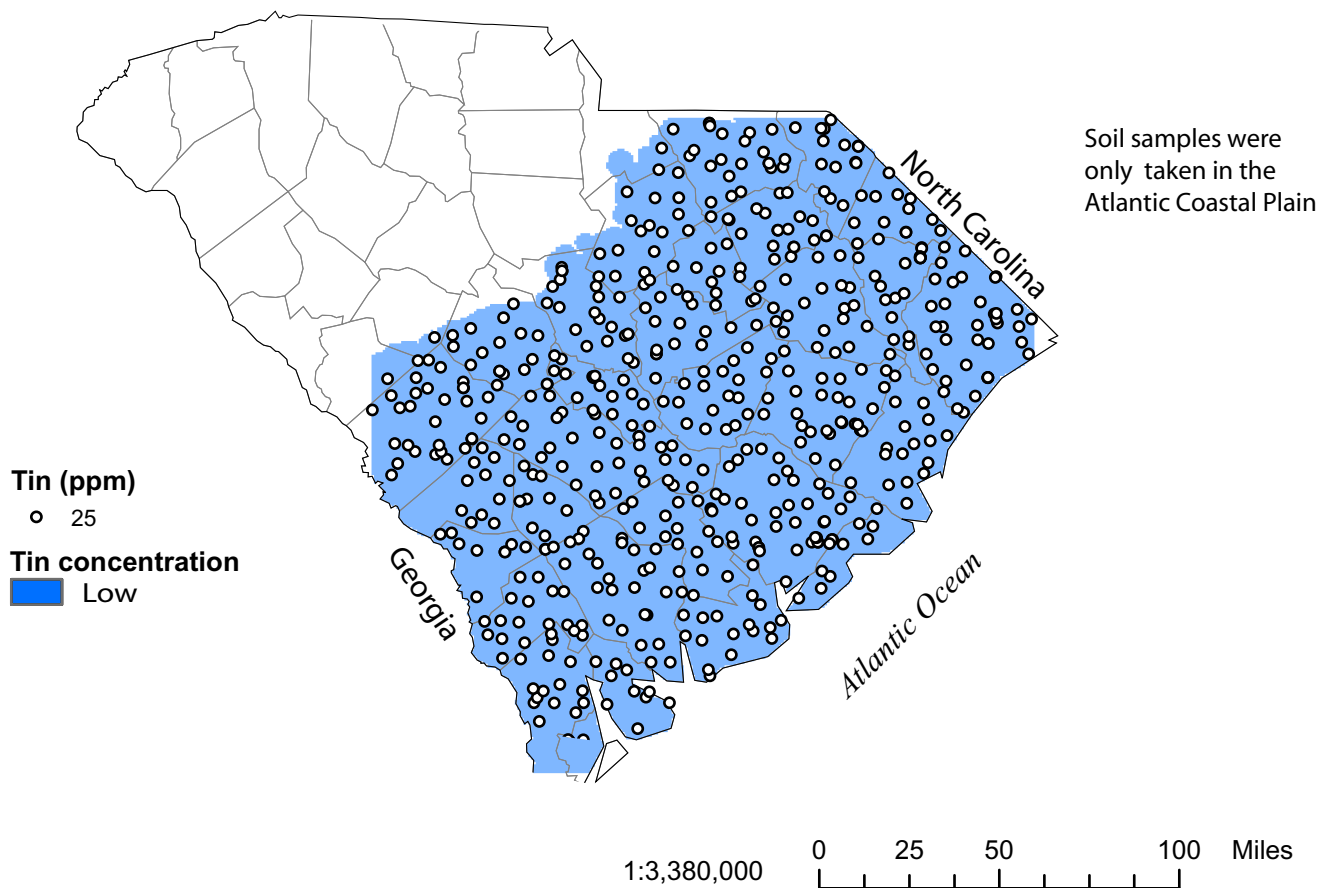 Soil samples were
only taken in the
Atlantic Coastal Plain
North Carolina
Tin (ppm)
25
Tin concentration
Low
Georgia
Atlantic Ocean
1:3,380,000
0 25 50 100 Miles